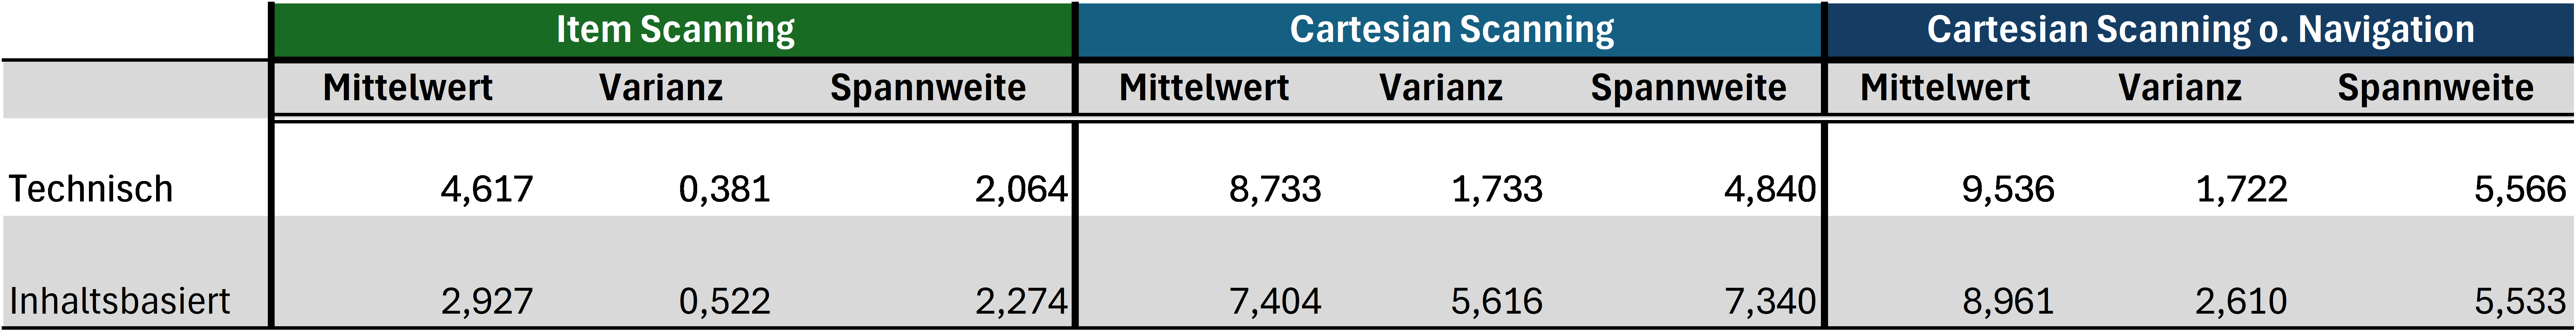 Item Scanning Cartesian Scanning Cartesian Scanning o. Navigation
Mittelwert Varianz Spannweite Mittelwert Varianz Spannweite Mittelwert Varianz Spannweite
Technisch 4,617 0,381 2,064 8,733 1,733 4,840 9,536 1,722 5,566
Inhaltsbasiert 2,927 0,522 2,274 7,404 5,616 7,340 8,961 2,610 5,533